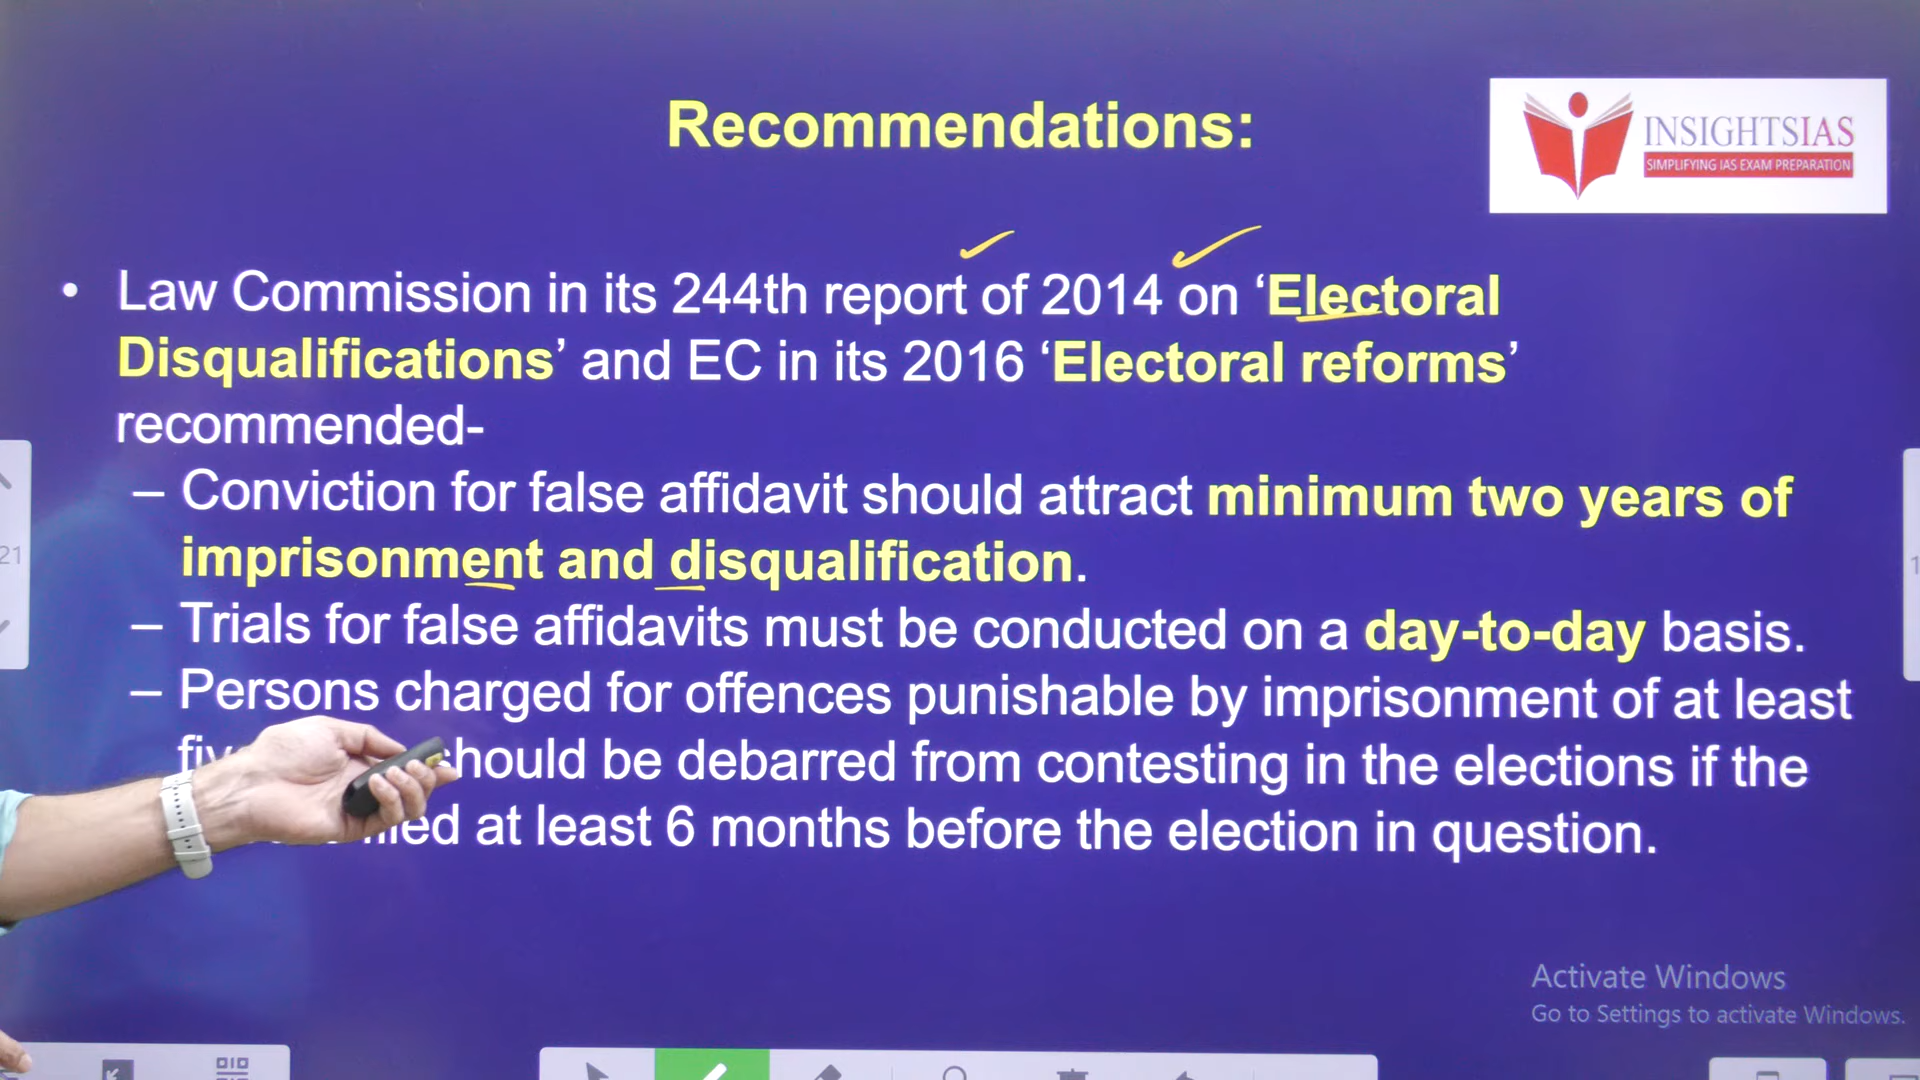 Recommendations:
INSIGHTSIAS
SIMPLIFYING IAS EXAM PREPARATION
• Law Commission in its 244th report of 2014 on ‘Electoral
Disqualifications’ and EC in its 2016 ‘Electoral reforms’
recommended-
– Conviction for false affidavit should attract minimum two years of
imprisonment and disqualification.
– Trials for false affidavits must be conducted on a day-to-day basis.
– Persons charged for offences punishable by imprisonment of at least
should be debarred from contesting in the elections if the
at least 6 months before the election in question.
21
Activate Windows
Go to Settings to activate Windows.